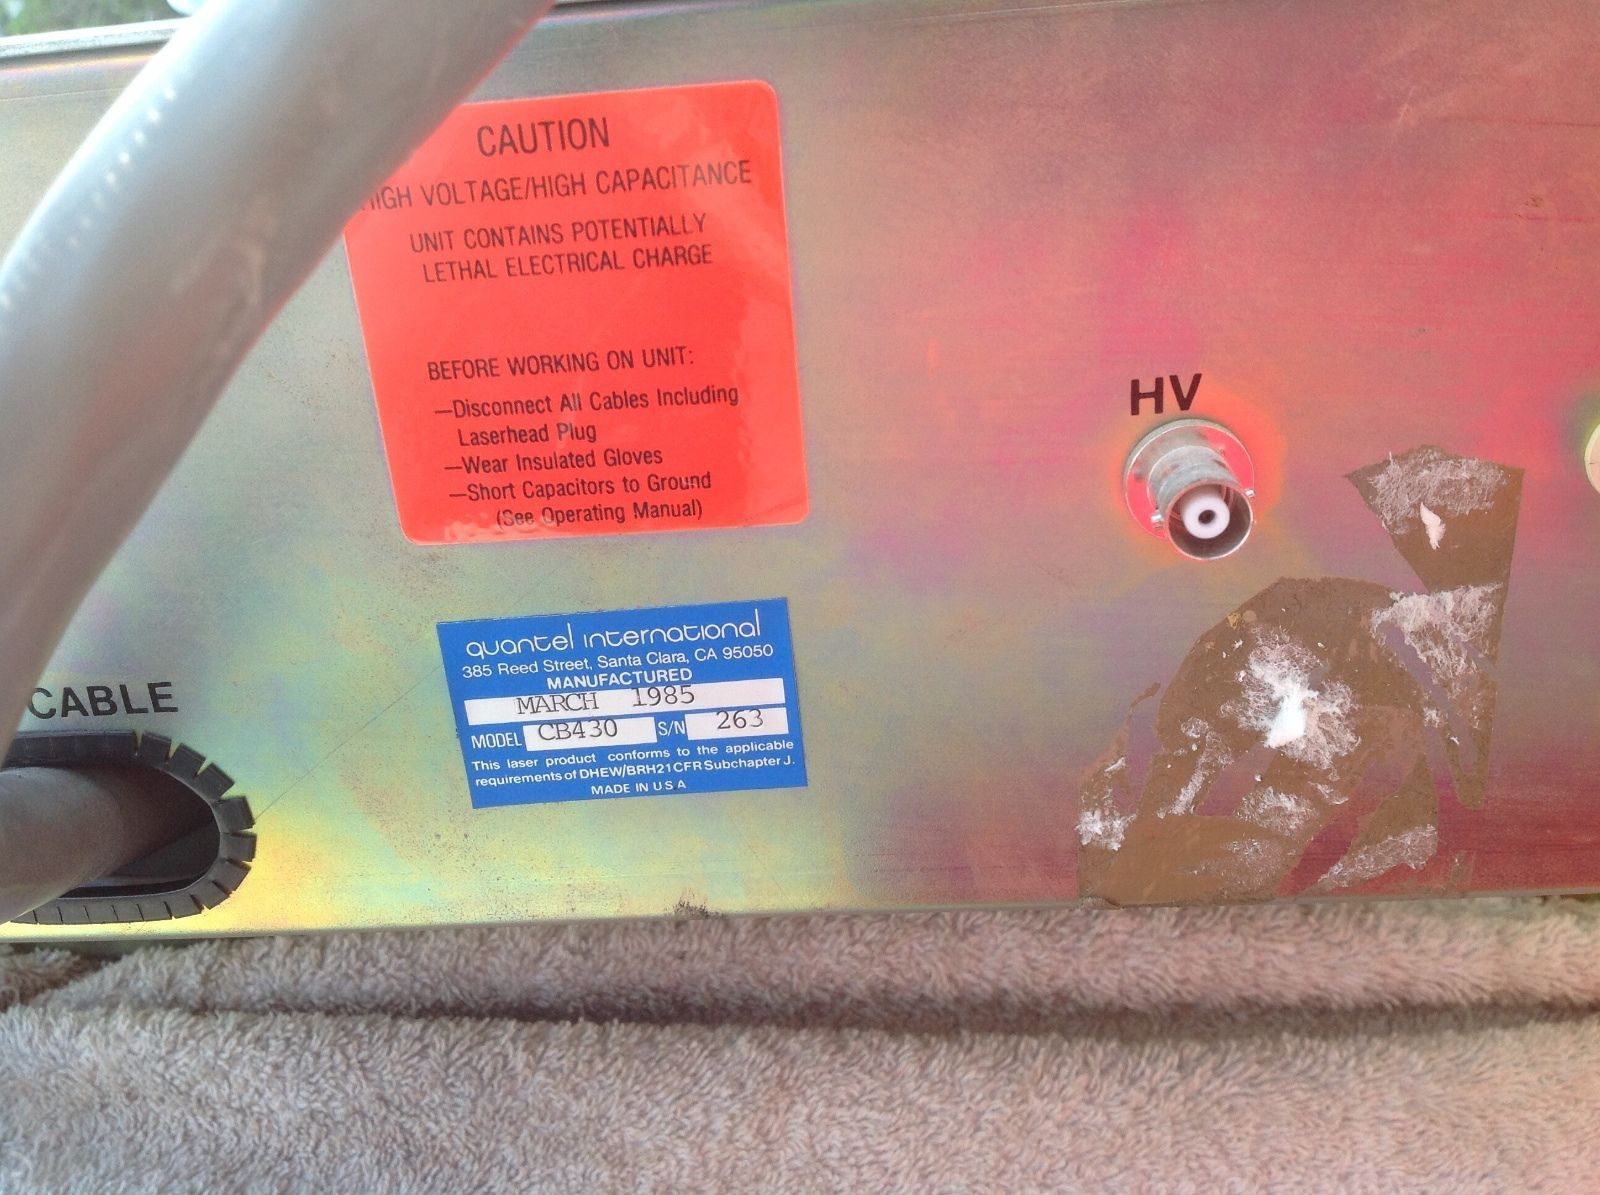 CAUTION
HIGH VOLTAGE/HIGH CAPACITANCE
UNIT CONTAINS POTENTIALLY
LETHAL ELECTRICAL CHARGE
BEFORE WORKING ON UNIT:
—Disconnect All Cables Including
Laserhead Plug
—Wear Insulated Gloves
—Short Capacitors to Ground
(See Operating Manual)
HV
quantel international
385 Reed Street, Santa Clara, CA 95050
MANUFACTURED
MARCH 1985
MODEL CB430 S/N 263
This laser product conforms to the applicable
requirements of DHEW/BRH21CFR Subchapter J.
MADE IN USA
CABLE